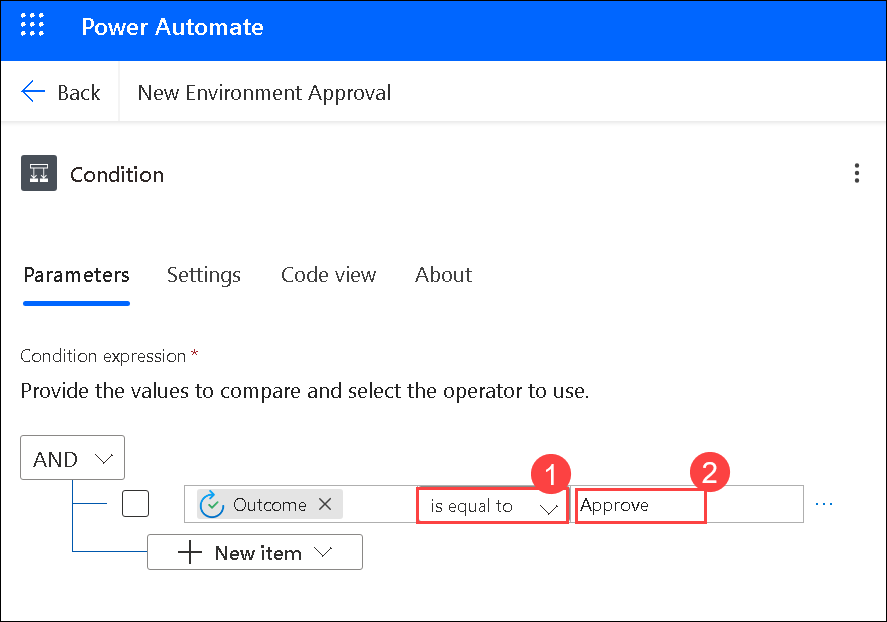 Power Automate
Back New Environment Approval
Condition
Parameters Settings Code view About
Condition expression *
Provide the values to compare and select the operator to use.
1 2
AND
Outcome is equal to Approve
New item